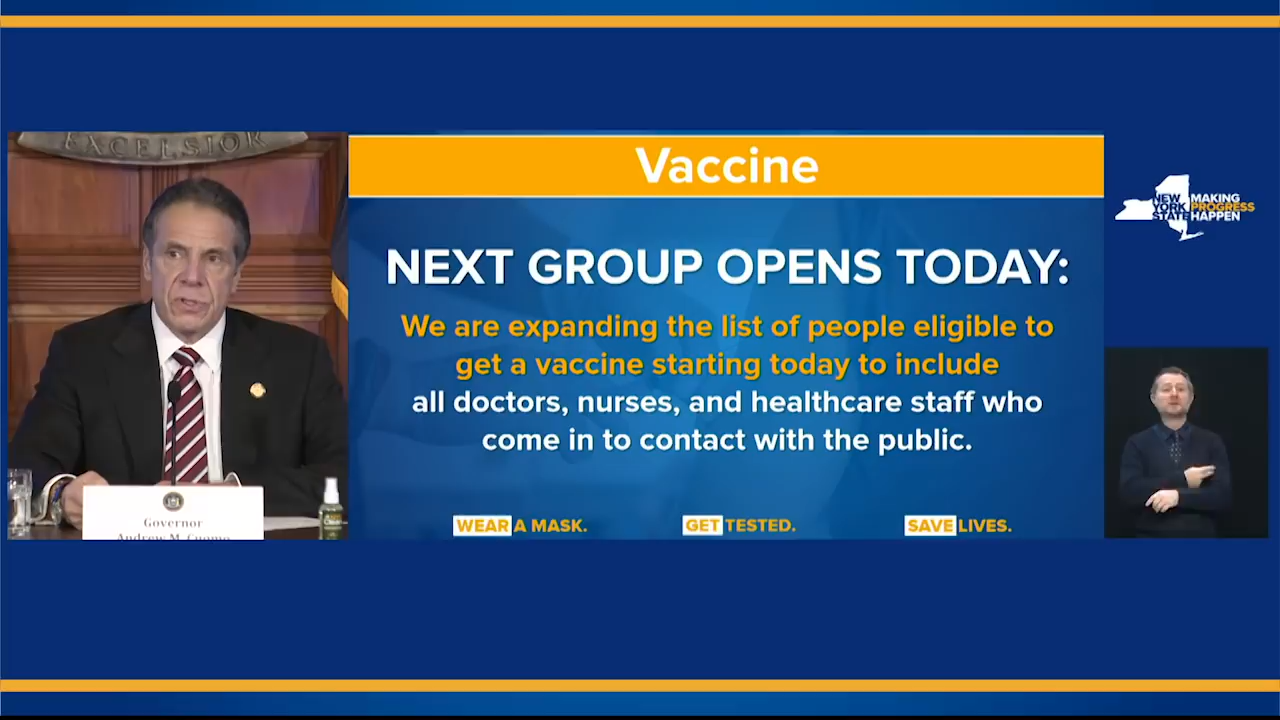 EXCELSIOR
Governor
Andrew M. Cuomo
Vaccine
NEXT GROUP OPENS TODAY:
We are expanding the list of people eligible to
get a vaccine starting today to include
all doctors, nurses, and healthcare staff who
come in to contact with the public.
WEAR A MASK.
GET TESTED.
SAVE LIVES.
NEW
YORK
STATE
MAKING
PROGRESS
HAPPEN